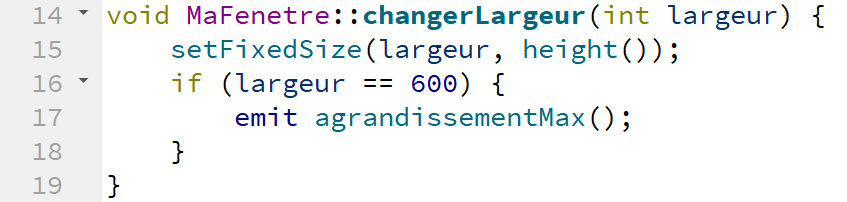 14 void MaFenetre::changerLargeur(int largeur) {
15     setFixedSize(largeur, height());
16     if (largeur == 600) {
17         emit agrandissementMax();
18     }
19 }